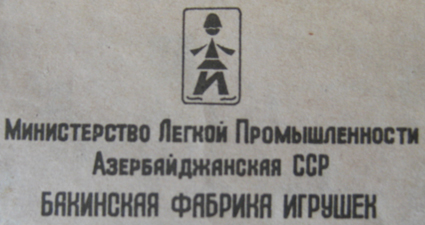 И
Министерство Легкой Промышленности
Азербайджанская ССР
БАКИНСКАЯ ФАБРИКА ИГРУШЕК